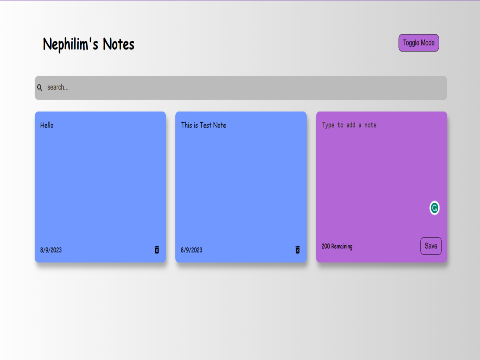 Nephilim's Notes
Toggle Mode
search...
Hello
This is Test Note
Type to add a note
8/9/2023
8/9/2023
200 Remaining
Save